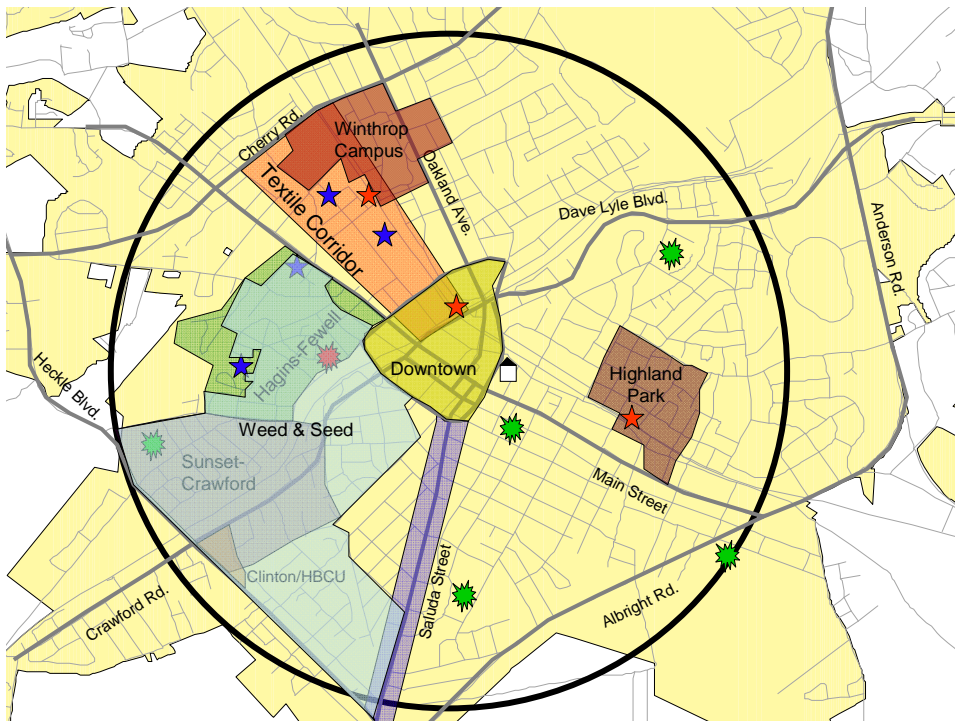 Winthrop
Campus
Cherry Rd.
Oakland Ave.
Textile Corridor
Dave Lyle Blvd.
Anderson Rd.
Hagins-Fewell
Downtown
Highland
Park
Heckle Blvd.
Weed & Seed
Sunset-
Crawford
Main Street
Clinton/HBCU
Saluda Street
Crawford Rd.
Albright Rd.